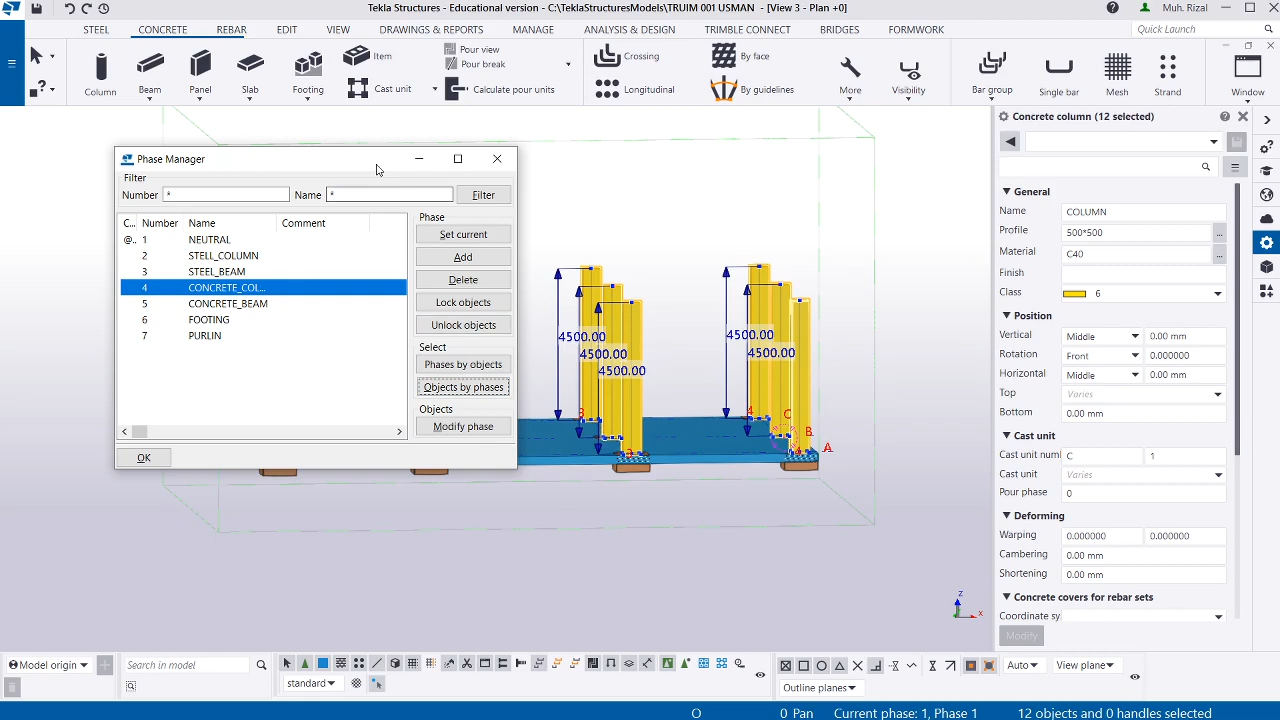 Tekla Structures - Educational version - C:\TeklaStructuresModels\TRUIM 001 USMAN - [View 3 - Plan +0]
Muh. Rizal
STEEL CONCRETE REBAR EDIT VIEW DRAWINGS & REPORTS MANAGE ANALYSIS & DESIGN TRIMBLE CONNECT BRIDGES FORMWORK
Quick Launch
Column
Beam
Panel
Slab
Footing
Item
Cast unit
Pour view
Pour break
Calculate pour units
Crossing
Longitudinal
By face
By guidelines
More
Visibility
Bar group
Single bar
Mesh
Strand
Window
Phase Manager
Filter
Number * Name * Filter
C... Number Name Comment
@... 1 NEUTRAL
2 STELL_COLUMN
3 STEEL_BEAM
4 CONCRETE_COL...
5 CONCRETE_BEAM
6 FOOTING
7 PURLIN
Phase
Set current
Add
Delete
Lock objects
Unlock objects
Select
Phases by objects
Objects by phases
Objects
Modify phase
OK
4500.00
4500.00
4500.00
4500.00
4500.00
3
4
C
B
A
z
x
Concrete column (12 selected)
General
Name COLUMN
Profile 500*500 ...
Material C40 ...
Finish
Class 6
Position
Vertical Middle 0.00 mm
Rotation Front 0.000000
Horizontal Middle 0.00 mm
Top Varies
Bottom 0.00 mm
Cast unit
Cast unit numb C 1
Cast unit Varies
Pour phase 0
Deforming
Warping 0.000000 0.000000
Cambering 0.00 mm
Shortening 0.00 mm
Concrete covers for rebar sets
Coordinate sy
Modify
Model origin
Search in model
standard
Auto
View plane
Outline planes
O 0 Pan Current phase: 1, Phase 1 12 objects and 0 handles selected